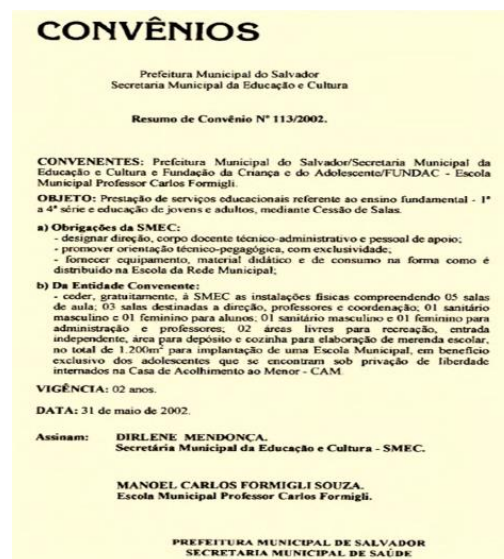 CONVÊNIOS
Prefeitura Municipal do Salvador
Secretaria Municipal da Educação e Cultura
Resumo de Convênio Nº 113/2002.
CONVENENTES: Prefeitura Municipal do Salvador/Secretaria Municipal da
Educação e Cultura e Fundação da Criança e do Adolescente/FUNDAC - Escola
Municipal Professor Carlos Formigli.
OBJETO: Prestação de serviços educacionais referente ao ensino fundamental - 1ª
a 4ª série e educação de jovens e adultos, mediante Cessão de Salas.
a) Obrigações da SMEC:
- designar direção, corpo docente técnico-administrativo e pessoal de apoio;
- promover orientação técnico-pegagógica, com exclusividade;
- fornecer equipamento, material didático e de consumo na forma como é
distribuído na Escola da Rede Municipal;
b) Da Entidade Convenente:
- ceder, gratuitamente, à SMEC as instalações físicas compreendendo 05 salas
de aula; 03 salas destinadas a direção, professores e coordenação; 01 sanitário
masculino e 01 feminino para alunos; 01 sanitário masculino e 01 feminino para
administração e professores; 02 áreas livres para recreação, entrada
independente, área para depósito e cozinha para elaboração de merenda escolar,
no total de 1.200m² para implantação de uma Escola Municipal, em benefício
exclusivo dos adolescentes que se encontram sob privação de liberdade
internados na Casa de Acolhimento ao Menor - CAM.
VIGÊNCIA: 02 anos.
DATA: 31 de maio de 2002.
Assinam: DIRLENE MENDONÇA.
Secretária Municipal da Educação e Cultura - SMEC.
MANOEL CARLOS FORMIGLI SOUZA.
Escola Municipal Professor Carlos Formigli.
PREFEITURA MUNICIPAL DE SALVADOR
SECRETARIA MUNICIPAL DE SAÚDE